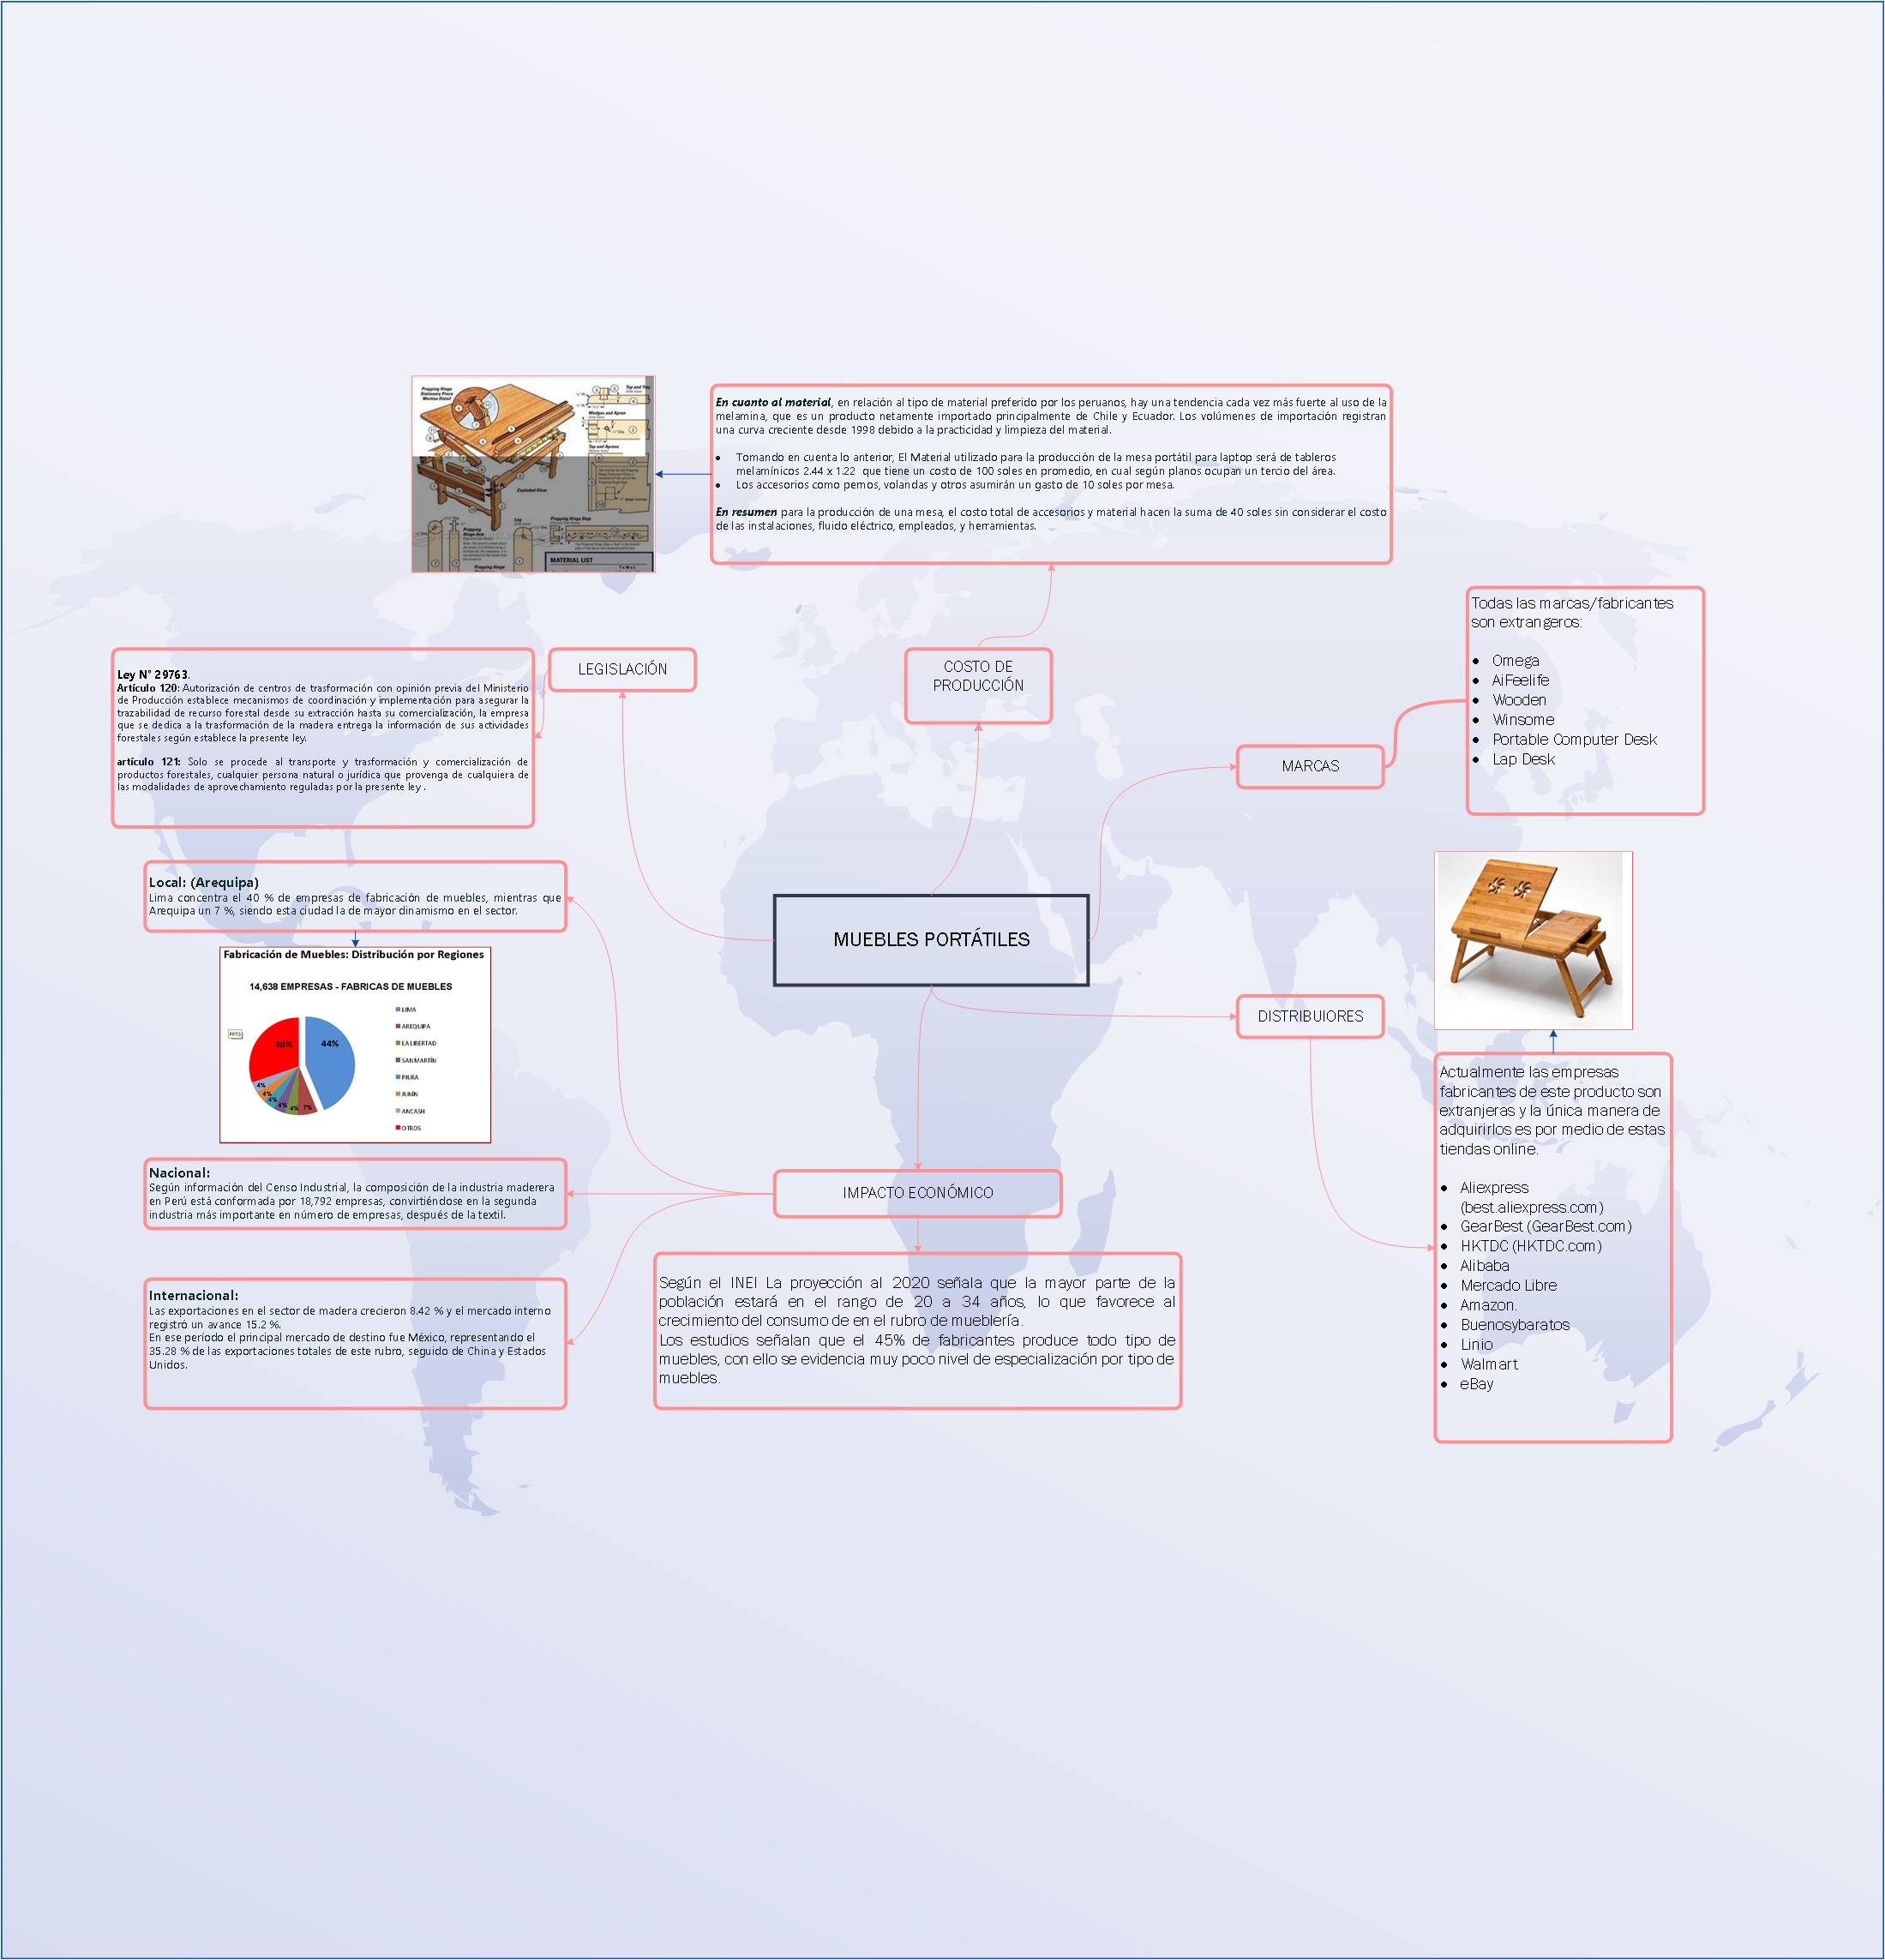 En cuanto al material, en relación al tipo de material preferido por los peruanos, hay una tendencia cada vez más fuerte al uso de la
melamina, que es un producto netamente importado principalmente de Chile y Ecuador. Los volúmenes de importación registran
una curva creciente desde 1998 debido a la practicidad y limpieza del material.
• Tomando en cuenta lo anterior, El Material utilizado para la producción de la mesa portátil para laptop será de tableros
melamínicos 2.44 x 1.22 que tiene un costo de 100 soles en promedio, en cual según planos ocupan un tercio del área.
• Los accesorios como pernos, volandas y otros asumirán un gasto de 10 soles por mesa.
En resumen para la producción de una mesa, el costo total de accesorios y material hacen la suma de 40 soles sin considerar el costo
de las instalaciones, fluido eléctrico, empleados, y herramientas.
Propping Hinge
Stationary Piece
Mortise Detail
Top and Tray
Wedges and Apron
Top and Aprons
Exploded View
Propping
Hinge Arm
Leg
Propping Hinge Stop
MATERIAL LIST
T x W x L
LEGISLACIÓN
COSTO DE
PRODUCCIÓN
MARCAS
Todas las marcas/fabricantes
son extrangeros:
• Omega
• AiFeelife
• Wooden
• Winsome
• Portable Computer Desk
• Lap Desk
Ley N° 29763.
Artículo 120: Autorización de centros de trasformación con opinión previa del Ministerio
de Producción establece mecanismos de coordinación y implementación para asegurar la
trazabilidad de recurso forestal desde su extracción hasta su comercialización, la empresa
que se dedica a la trasformación de la madera entrega la información de sus actividades
forestales según establece la presente ley.
artículo 121: Solo se procede al transporte y trasformación y comercialización de
productos forestales, cualquier persona natural o jurídica que provenga de cualquiera de
las modalidades de aprovechamiento reguladas por la presente ley .
Local: (Arequipa)
Lima concentra el 40 % de empresas de fabricación de muebles, mientras que
Arequipa un 7 %, siendo esta ciudad la de mayor dinamismo en el sector.
MUEBLES PORTÁTILES
Fabricación de Muebles: Distribución por Regiones
14,638 EMPRESAS - FABRICAS DE MUEBLES
30%
44%
4%
4%
4%
4%
4%
7%
LIMA
AREQUIPA
LA LIBERTAD
SAN MARTÍN
PIURA
JUNÍN
ANCASH
OTROS
DISTRIBUIORES
Actualmente las empresas
fabricantes de este producto son
extranjeras y la única manera de
adquirirlos es por medio de estas
tiendas online.
• Aliexpress
(best.aliexpress.com)
• GearBest (GearBest.com)
• HKTDC (HKTDC.com)
• Alibaba
• Mercado Libre
• Amazon.
• Buenosybaratos
• Linio
• Walmart
• eBay
Nacional:
Según información del Censo Industrial, la composición de la industria maderera
en Perú está conformada por 18,792 empresas, convirtiéndose en la segunda
industria más importante en número de empresas, después de la textil.
IMPACTO ECONÓMICO
Internacional:
Las exportaciones en el sector de madera crecieron 8.42 % y el mercado interno
registró un avance 15.2 %.
En ese período el principal mercado de destino fue México, representando el
35.28 % de las exportaciones totales de este rubro, seguido de China y Estados
Unidos.
Según el INEI La proyección al 2020 señala que la mayor parte de la
población estará en el rango de 20 a 34 años, lo que favorece al
crecimiento del consumo de en el rubro de mueblería.
Los estudios señalan que el 45% de fabricantes produce todo tipo de
muebles, con ello se evidencia muy poco nivel de especialización por tipo de
muebles.